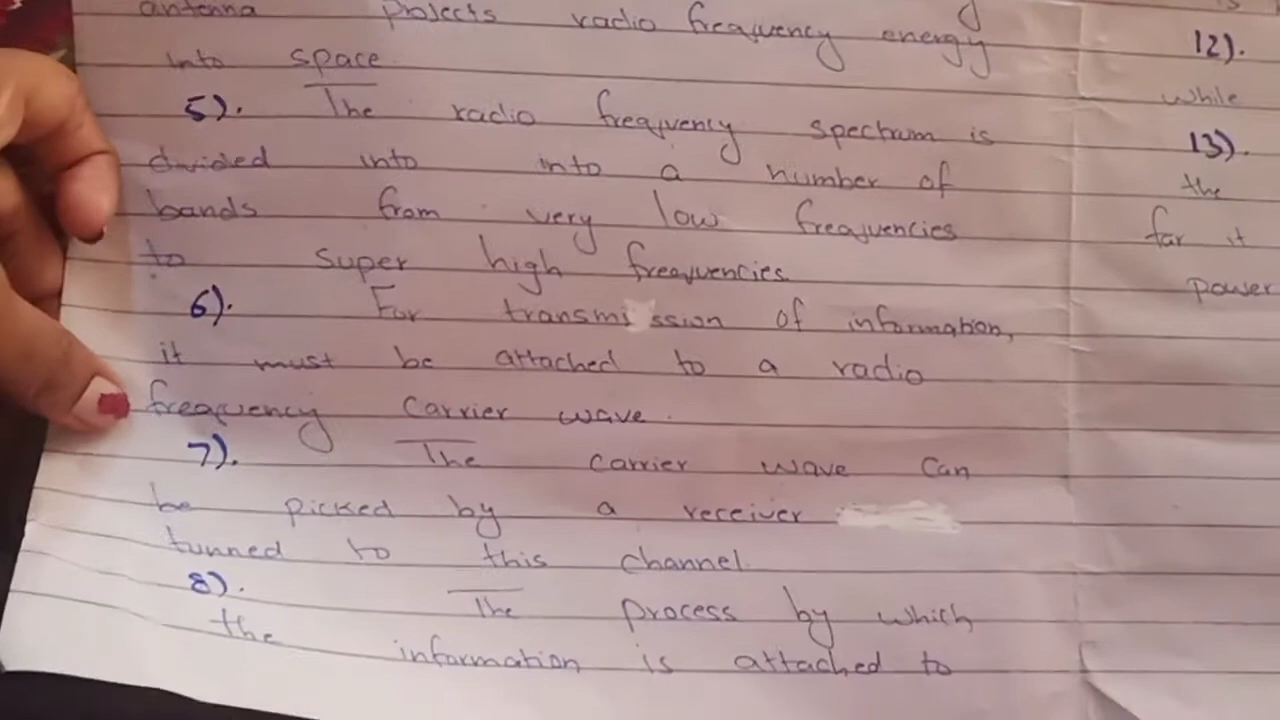 antenna projects radio frequency energy
into space
5). The radio frequency spectrum is
divided into into a number of
bands from very low frequencies
to super high frequencies
6). For transmission of information,
it must be attached to a radio
frequency carrier wave.
7). The carrier wave can
be picked by a receiver
tunned to this channel.
8). The process by which
the information is attached to
12).
while
13).
the
far it
power